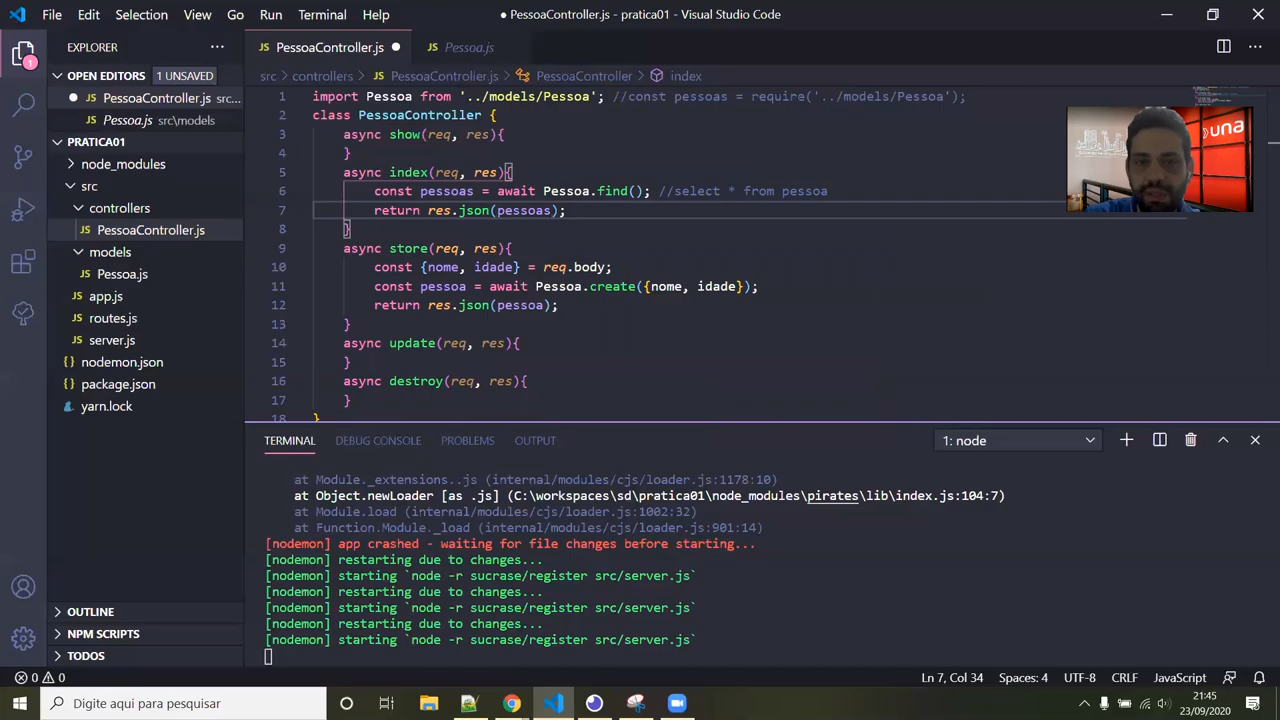 File Edit Selection View Go Run Terminal Help
● PessoaController.js - pratica01 - Visual Studio Code
EXPLORER ···
PessoaController.js ●
Pessoa.js
OPEN EDITORS 1 UNSAVED
PessoaController.js src...
Pessoa.js src\models
PRATICA01
node_modules
src
controllers
PessoaController.js
models
Pessoa.js
app.js
routes.js
server.js
nodemon.json
package.json
yarn.lock
OUTLINE
NPM SCRIPTS
TODOS
src > controllers > JS PessoaController.js > PessoaController > index
1 import Pessoa from '../models/Pessoa'; //const pessoas = require('../models/Pessoa');
2 class PessoaController {
3 async show(req, res){
4 }
5 async index(req, res){
6 const pessoas = await Pessoa.find(); //select * from pessoa
7 return res.json(pessoas);
8 }
9 async store(req, res){
10 const {nome, idade} = req.body;
11 const pessoa = await Pessoa.create({nome, idade});
12 return res.json(pessoa);
13 }
14 async update(req, res){
15 }
16 async destroy(req, res){
17 }
18 }
una
TERMINAL DEBUG CONSOLE PROBLEMS OUTPUT
1: node
at Module._extensions..js (internal/modules/cjs/loader.js:1178:10)
at Object.newLoader [as .js] (C:\workspaces\sd\pratica01\node_modules\pirates\lib\index.js:104:7)
at Module.load (internal/modules/cjs/loader.js:1002:32)
at Function.Module._load (internal/modules/cjs/loader.js:901:14)
[nodemon] app crashed - waiting for file changes before starting...
[nodemon] restarting due to changes...
[nodemon] starting `node -r sucrase/register src/server.js`
[nodemon] restarting due to changes...
[nodemon] starting `node -r sucrase/register src/server.js`
[nodemon] restarting due to changes...
[nodemon] starting `node -r sucrase/register src/server.js`
0 0
Ln 7, Col 34 Spaces: 4 UTF-8 CRLF JavaScript
Digite aqui para pesquisar
21:45
23/09/2020